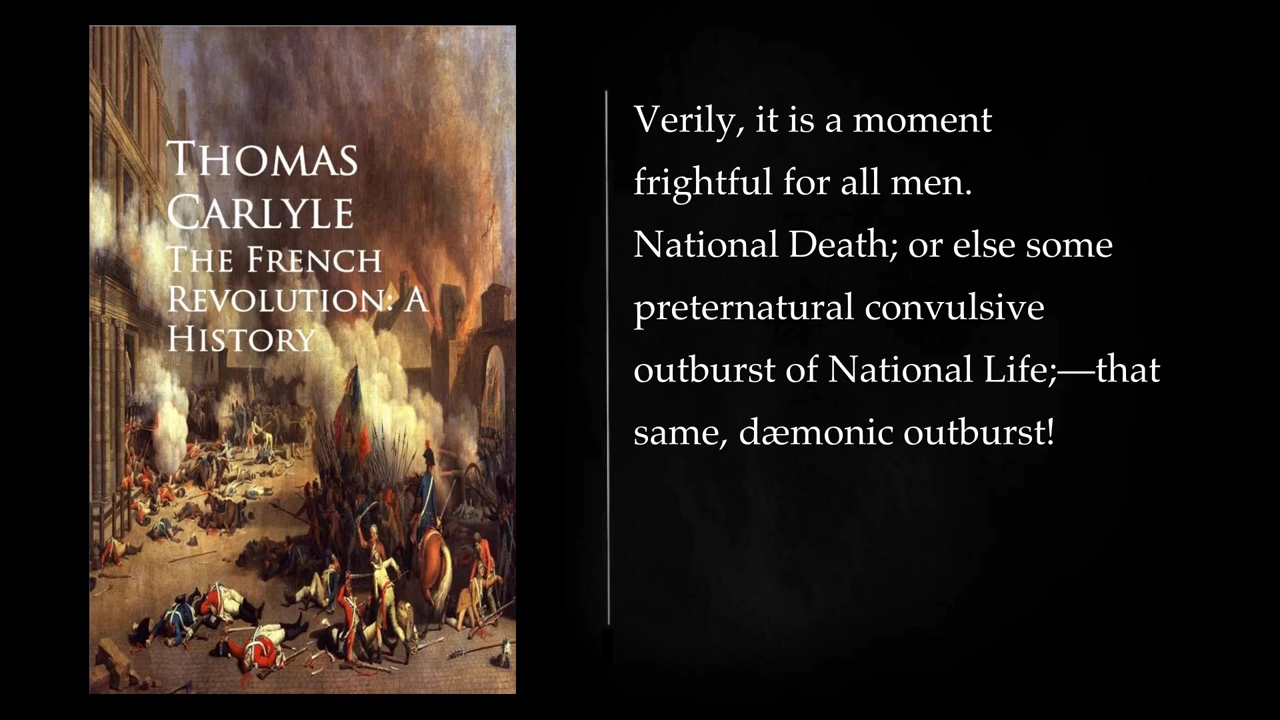 THOMAS
CARLYLE
THE FRENCH
REVOLUTION: A
HISTORY
Verily, it is a moment
frightful for all men.
National Death; or else some
preternatural convulsive
outburst of National Life;—that
same, dæmonic outburst!